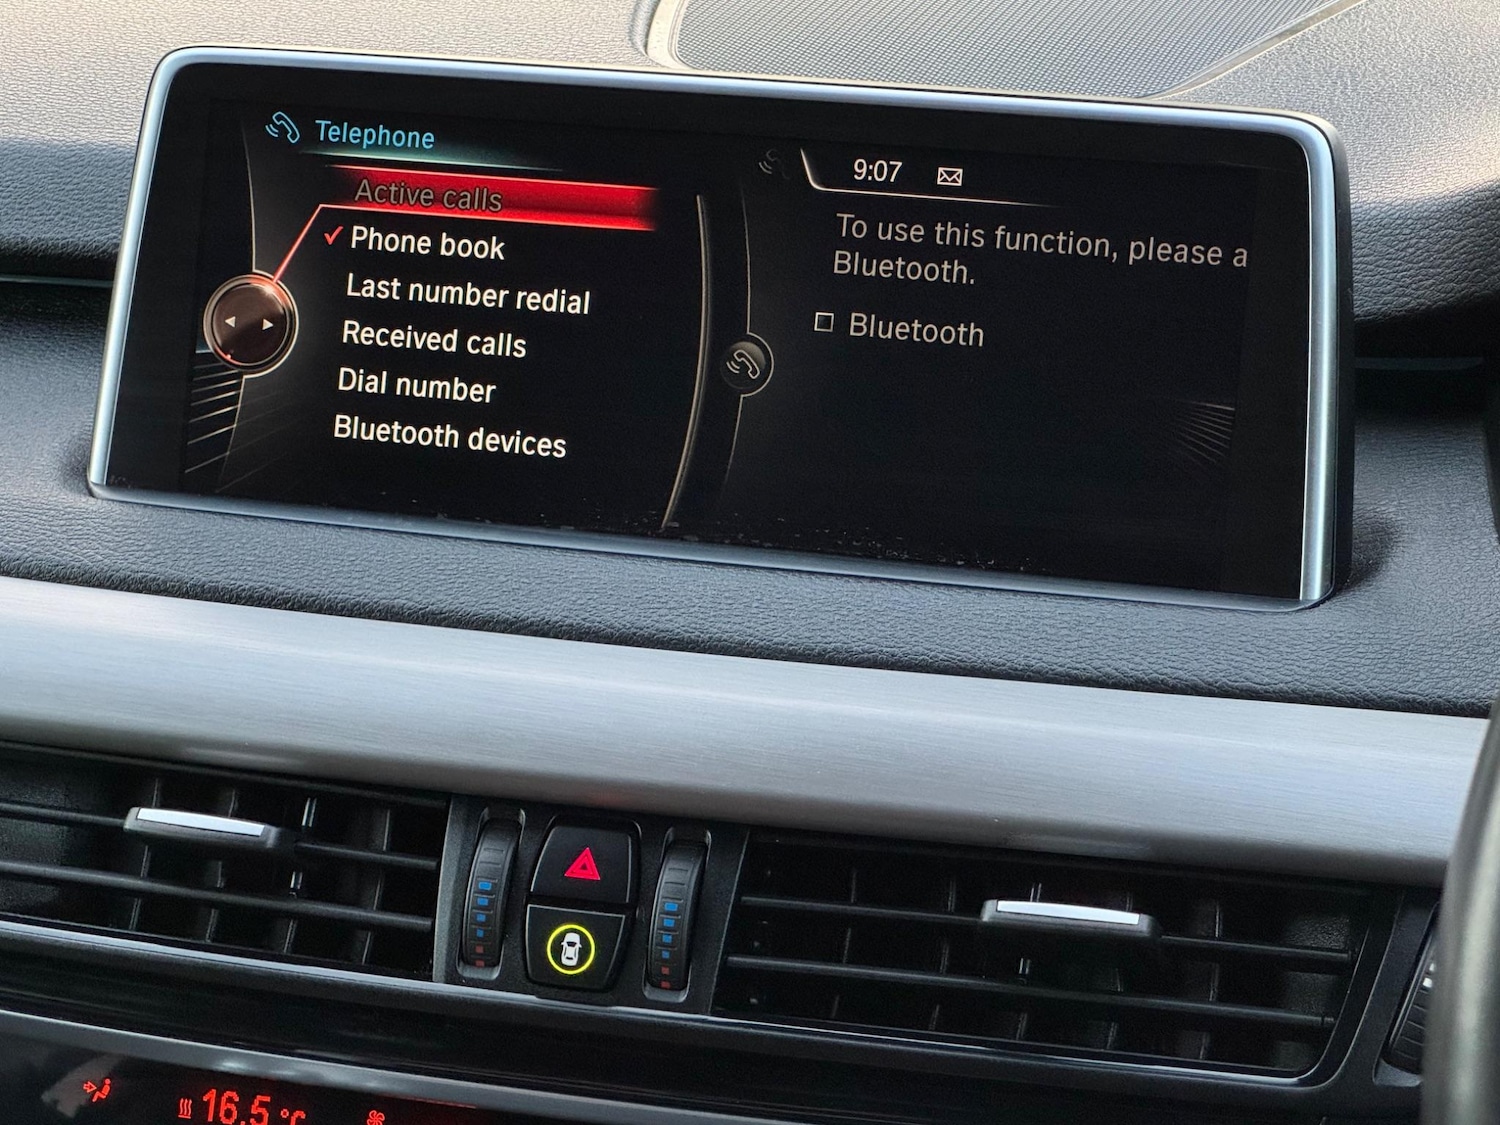 Telephone
9:07
Active calls
Phone book
Last number redial
Received calls
Dial number
Bluetooth devices
To use this function, please a
Bluetooth.
Bluetooth
16.5 °C